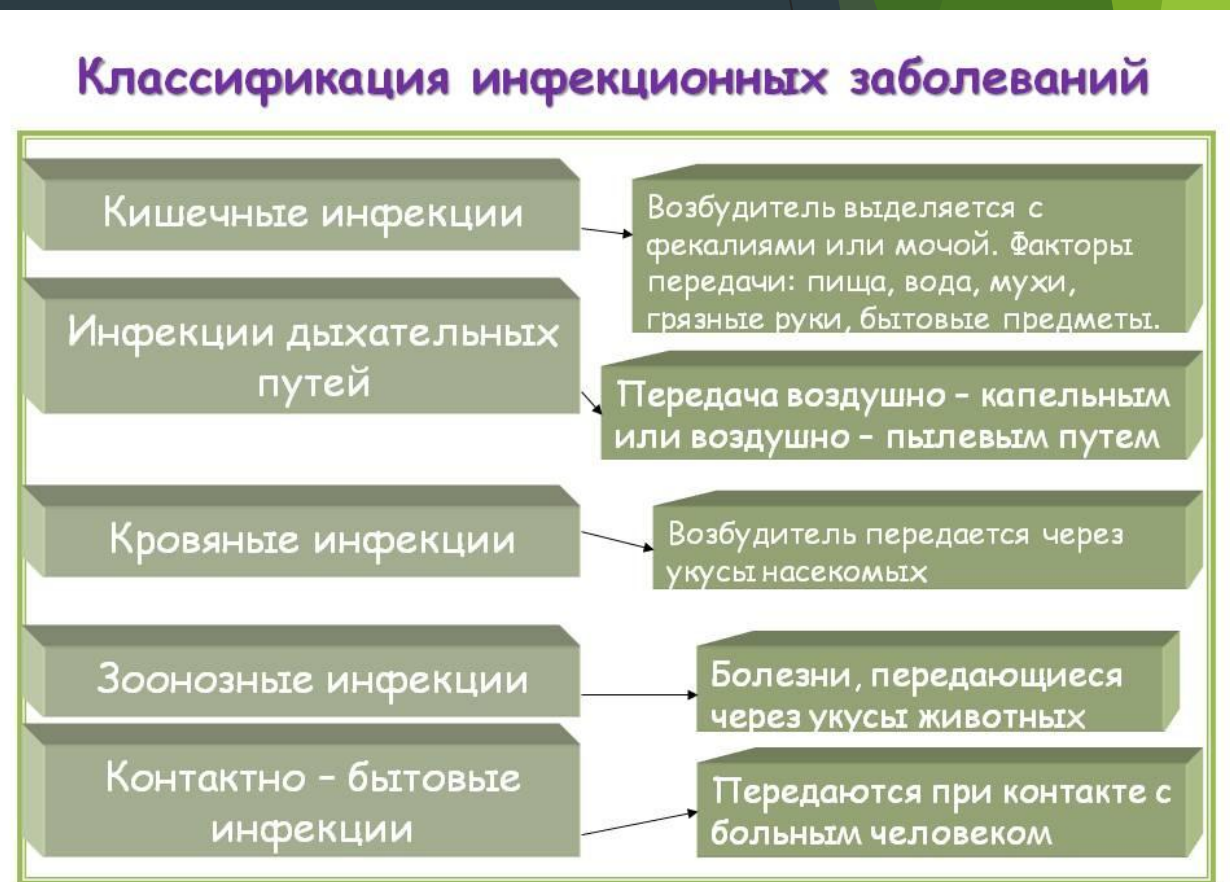 Классификация инфекционных заболеваний
Кишечные инфекции
Возбудитель выделяется с
фекалиями или мочой. Факторы
передачи: пища, вода, мухи,
грязные руки, бытовые предметы.
Инфекции дыхательных
путей
Передача воздушно – капельным
или воздушно – пылевым путем
Кровяные инфекции
Возбудитель передается через
укусы насекомых
Зоонозные инфекции
Болезни, передающиеся
через укусы животных
Контактно – бытовые
инфекции
Передаются при контакте с
больным человеком